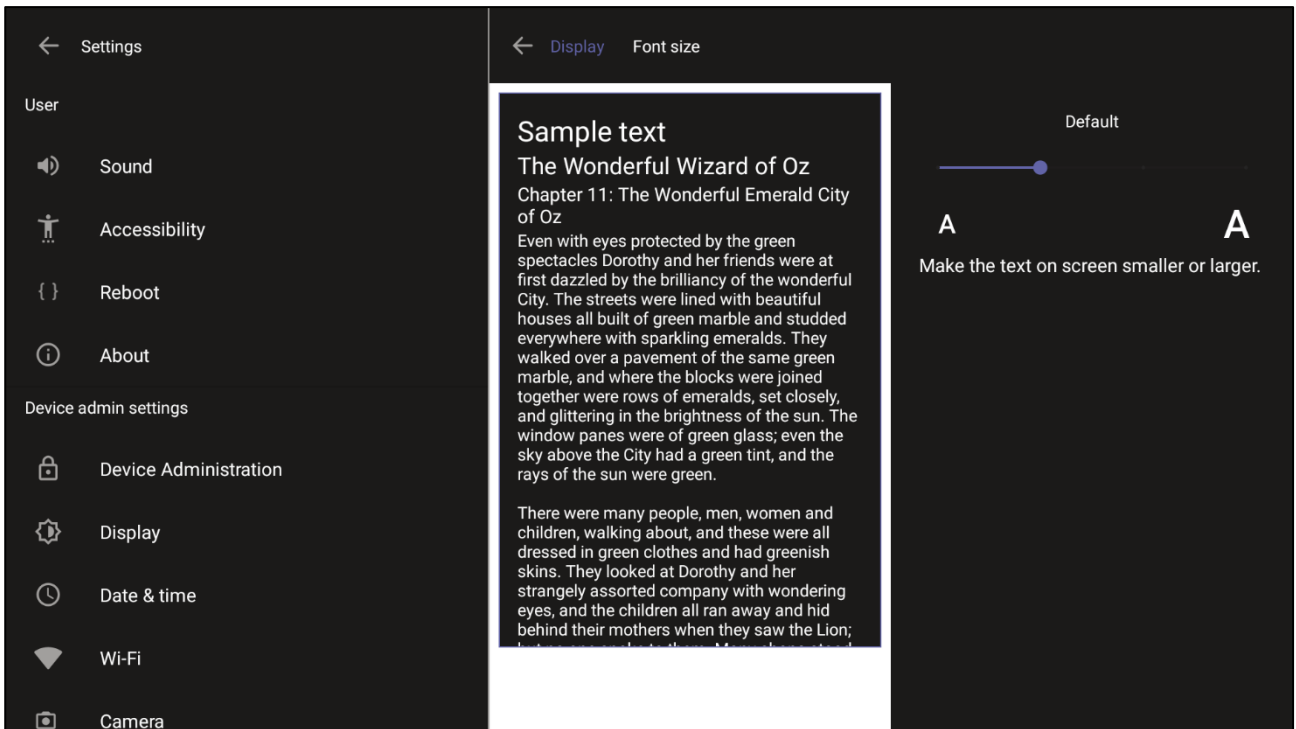 Settings
User
Sound
Accessibility
Reboot
About
Device admin settings
Device Administration
Display
Date & time
Wi-Fi
Camera
Display Font size
Sample text
The Wonderful Wizard of Oz
Chapter 11: The Wonderful Emerald City
of Oz
Even with eyes protected by the green
spectacles Dorothy and her friends were at
first dazzled by the brilliancy of the wonderful
City. The streets were lined with beautiful
houses all built of green marble and studded
everywhere with sparkling emeralds. They
walked over a pavement of the same green
marble, and where the blocks were joined
together were rows of emeralds, set closely,
and glittering in the brightness of the sun. The
window panes were of green glass; even the
sky above the City had a green tint, and the
rays of the sun were green.
There were many people, men, women and
children, walking about, and these were all
dressed in green clothes and had greenish
skins. They looked at Dorothy and her
strangely assorted company with wondering
eyes, and the children all ran away and hid
behind their mothers when they saw the Lion;
Default
A A
Make the text on screen smaller or larger.